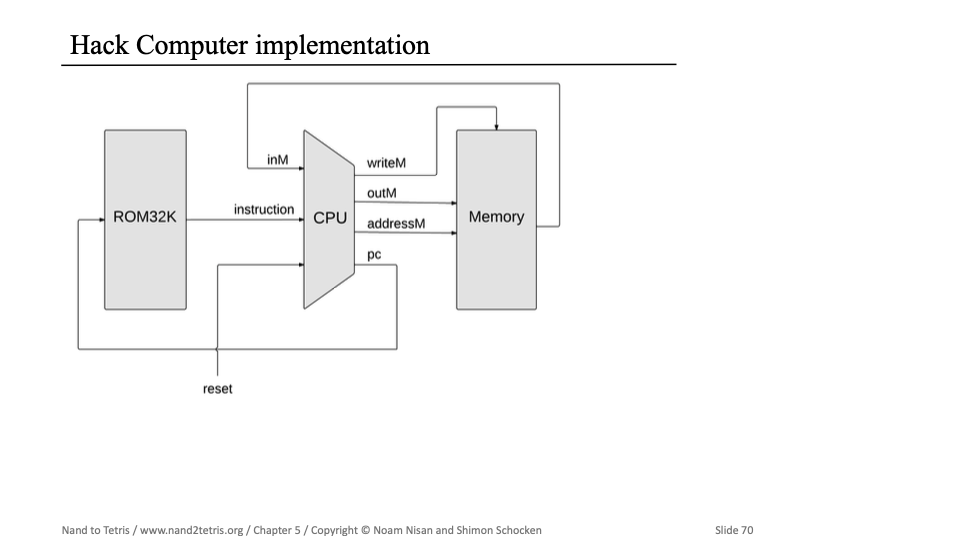 Hack Computer implementation
inM
writeM
outM
instruction
ROM32K
CPU
addressM
Memory
pc
reset
Nand to Tetris / www.nand2tetris.org / Chapter 5 / Copyright © Noam Nisan and Shimon Schocken
Slide 70